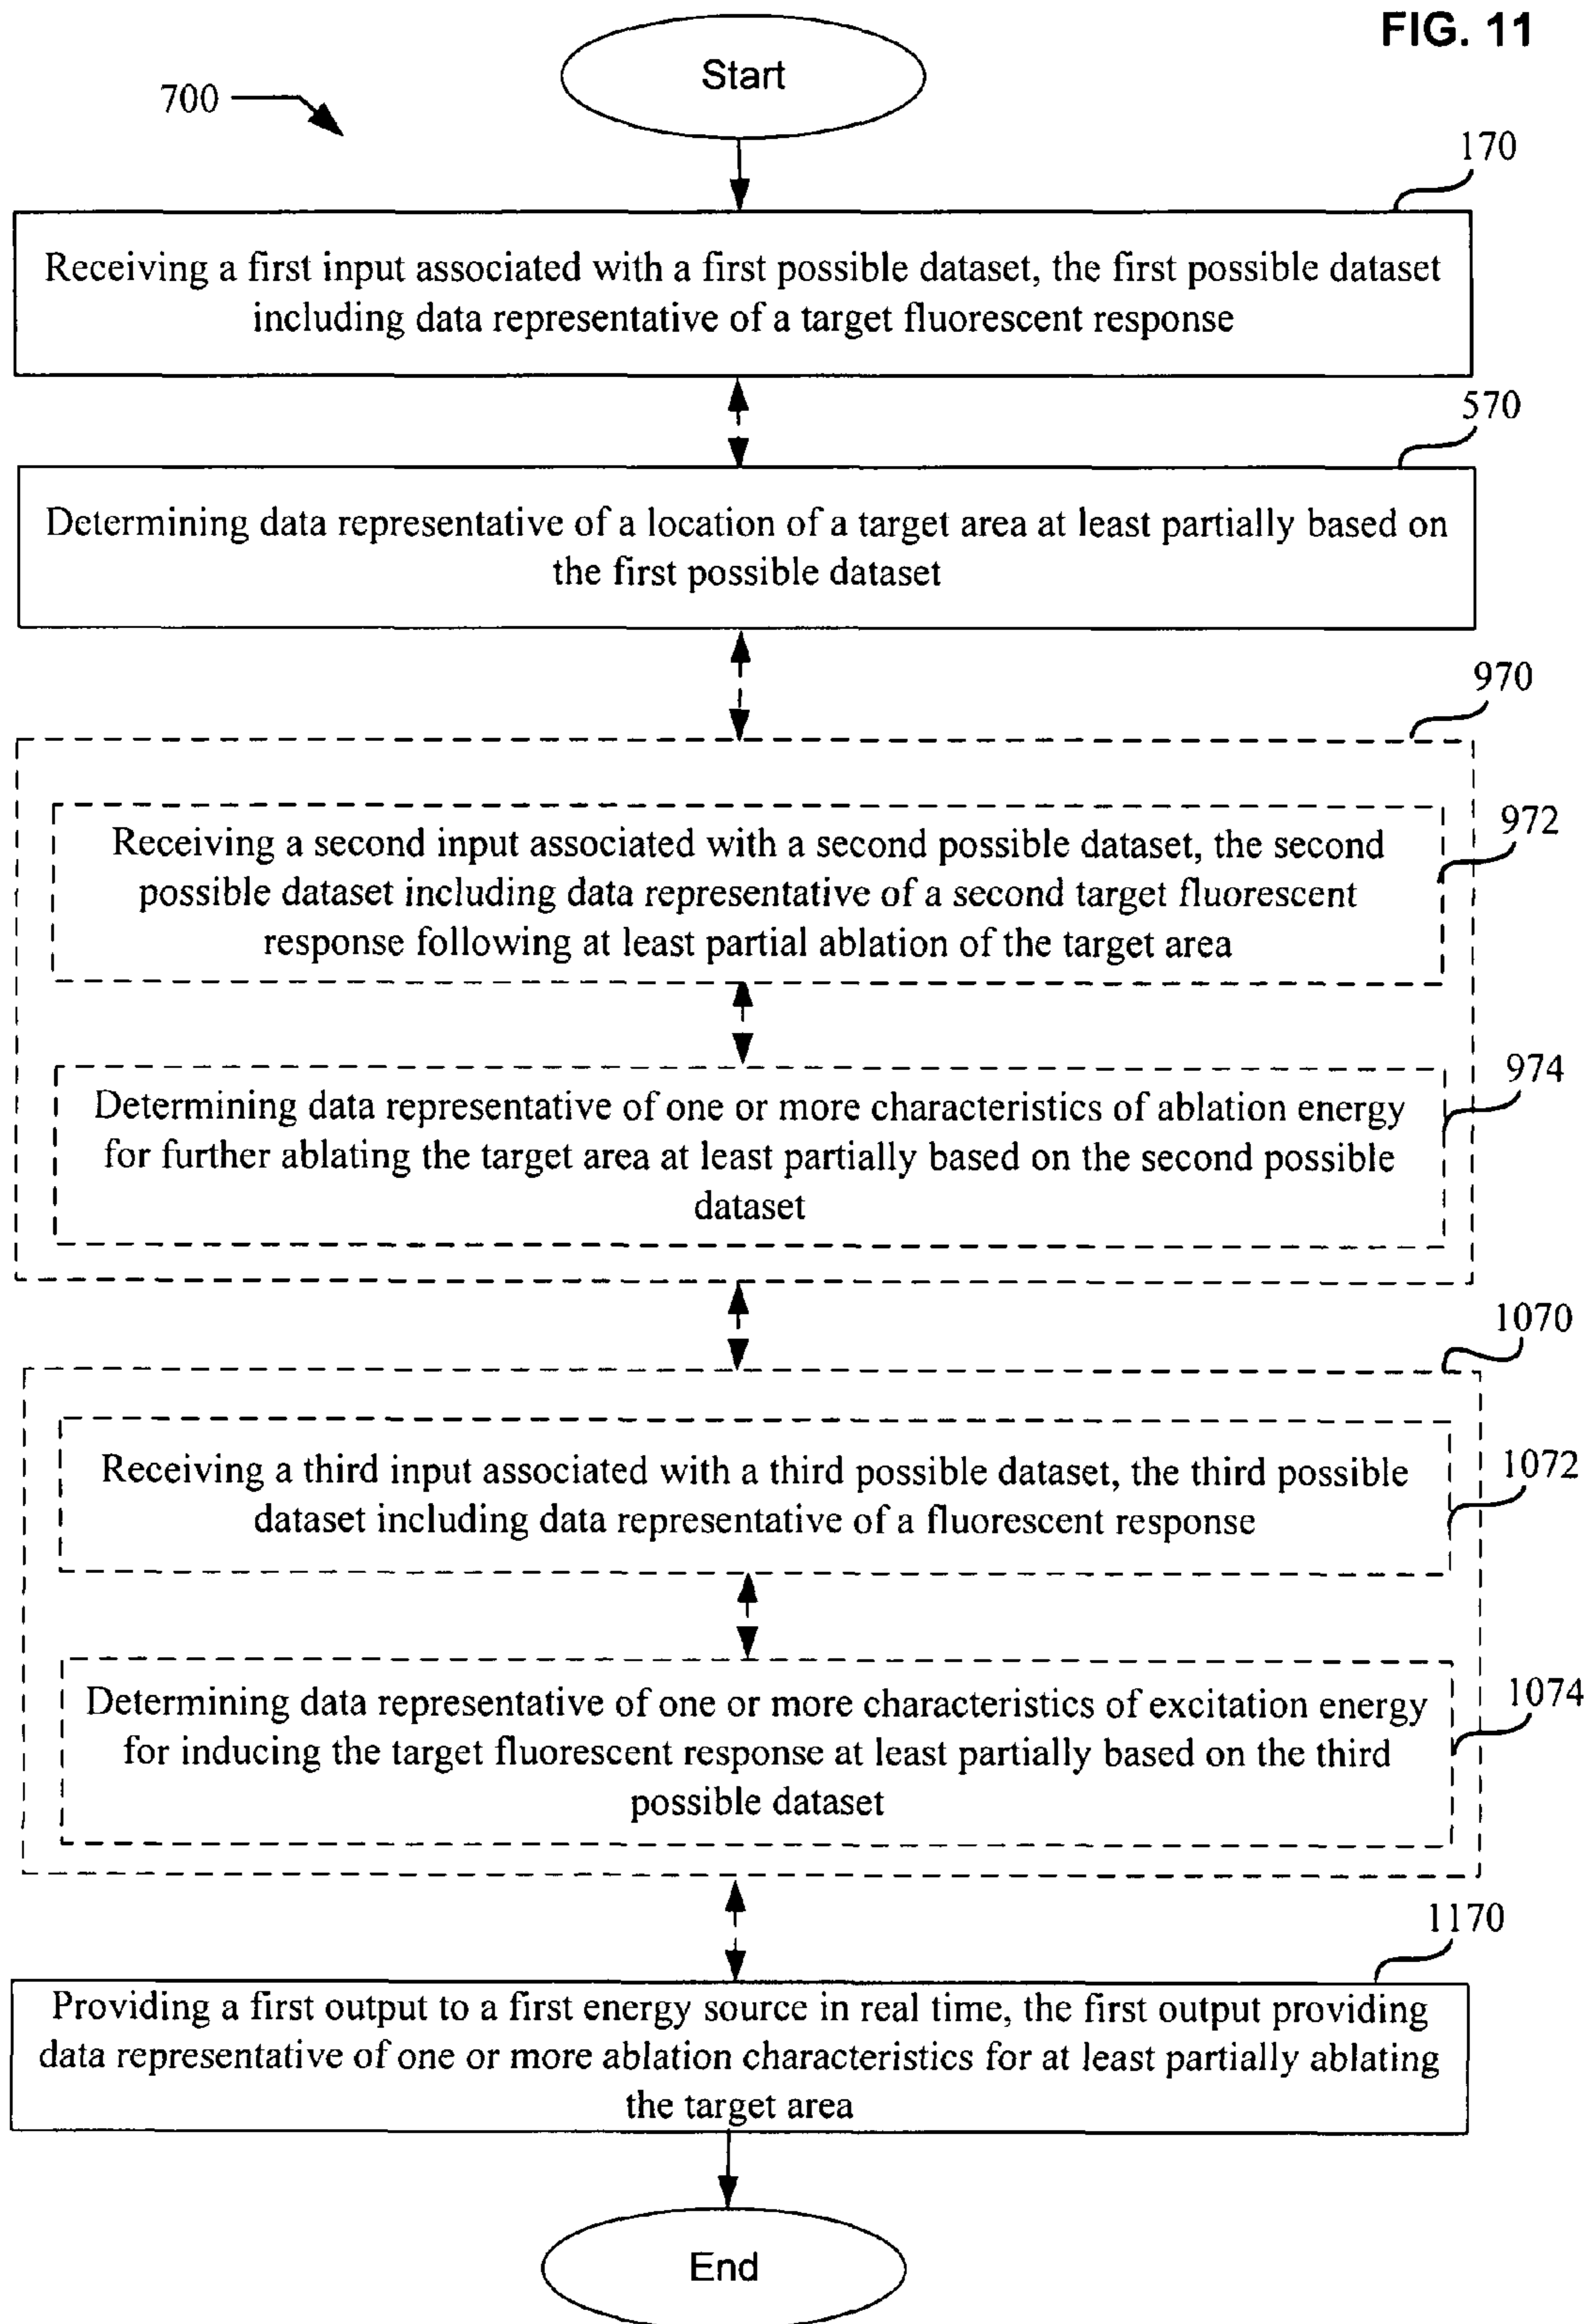 FIG. 11
Start
700
170
Receiving a first input associated with a first possible dataset, the first possible dataset
including data representative of a target fluorescent response
570
Determining data representative of a location of a target area at least partially based on
the first possible dataset
970
972
Receiving a second input associated with a second possible dataset, the second
possible dataset including data representative of a second target fluorescent
response following at least partial ablation of the target area
974
Determining data representative of one or more characteristics of ablation energy
for further ablating the target area at least partially based on the second possible
dataset
1070
1072
Receiving a third input associated with a third possible dataset, the third possible
dataset including data representative of a fluorescent response
1074
Determining data representative of one or more characteristics of excitation energy
for inducing the target fluorescent response at least partially based on the third
possible dataset
1170
Providing a first output to a first energy source in real time, the first output providing
data representative of one or more ablation characteristics for at least partially ablating
the target area
End